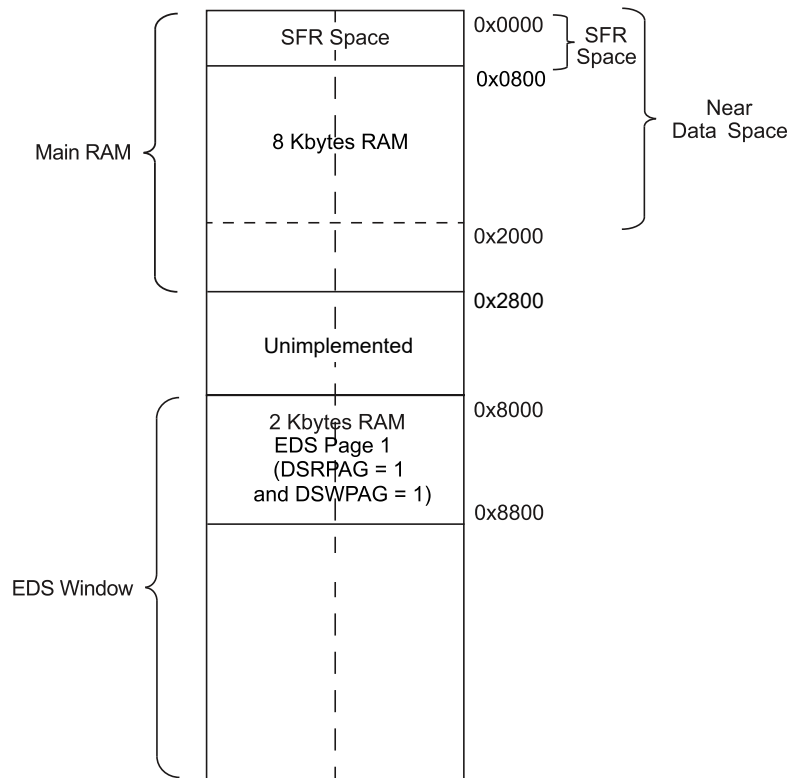 SFR Space
0x0000
SFR
Space
0x0800
Near
Data Space
Main RAM
8 Kbytes RAM
0x2000
0x2800
Unimplemented
0x8000
2 Kbytes RAM
EDS Page 1
(DSRPAG = 1
and DSWPAG = 1)
0x8800
EDS Window